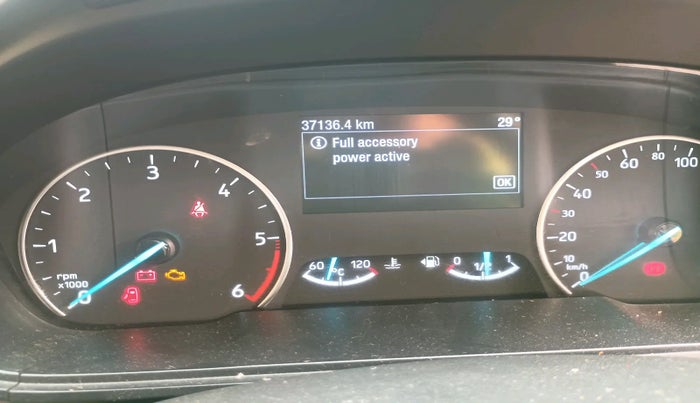 37136.4 km 29°
Full accessory
power active
OK
0 1 2 3 4 5 6
rpm
x1000
60 °C 120
0 1/2 1
0 10 20 30 40 50 60 80 100
km/h